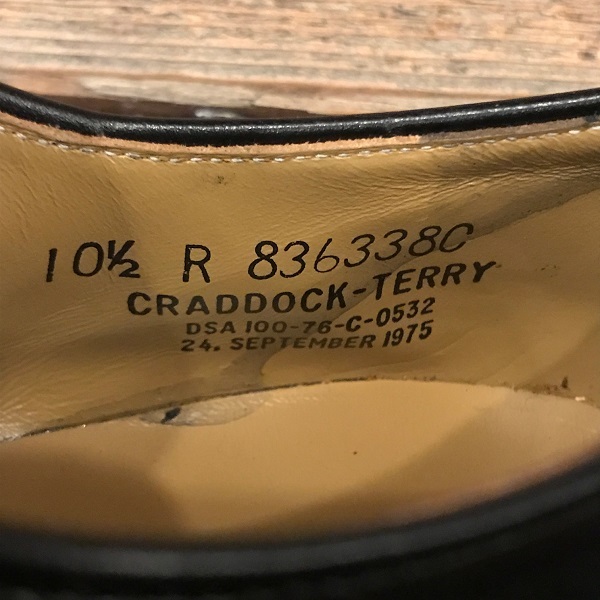 10½ R 836338C
CRADDOCK-TERRY
DSA 100-76-C-0532
24. SEPTEMBER 1975